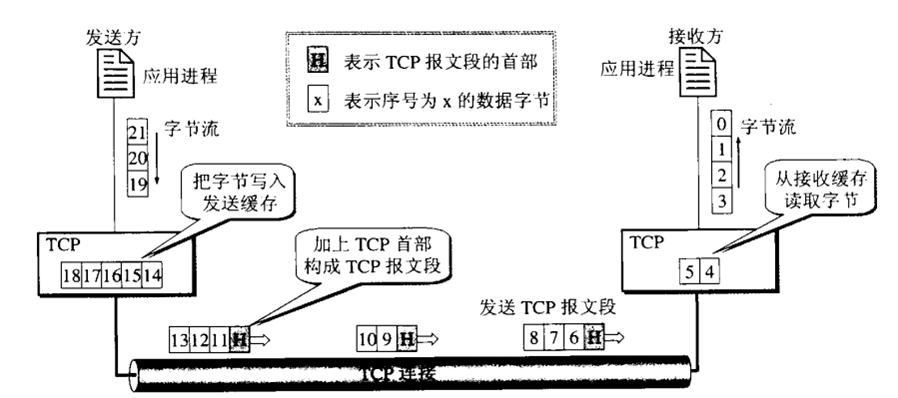 发送方
应用进程
H 表示 TCP 报文段的首部
x 表示序号为 x 的数据字节
接收方
应用进程
21
20
19
字节流
把字节写入
发送缓存
TCP
18 17 16 15 14
加上 TCP 首部
构成 TCP 报文段
0
1
2
3
字节流
从接收缓存
读取字节
TCP
5 4
发送 TCP 报文段
13 12 11 H
10 9 H
8 7 6 H
TCP 连接